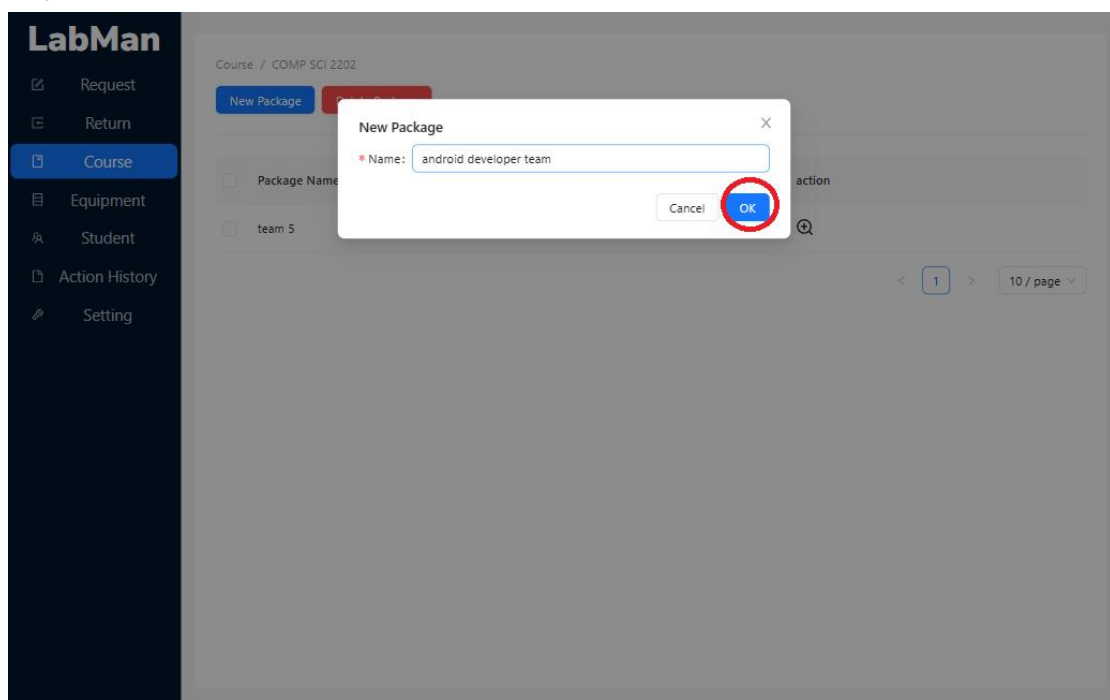 LabMan
Request
Return
Course
Equipment
Student
Action History
Setting
Course / COMP SCI 2202
New Package
New Package
* Name: android developer team
Cancel OK
Package Name action
team 5
< 1 > 10 / page